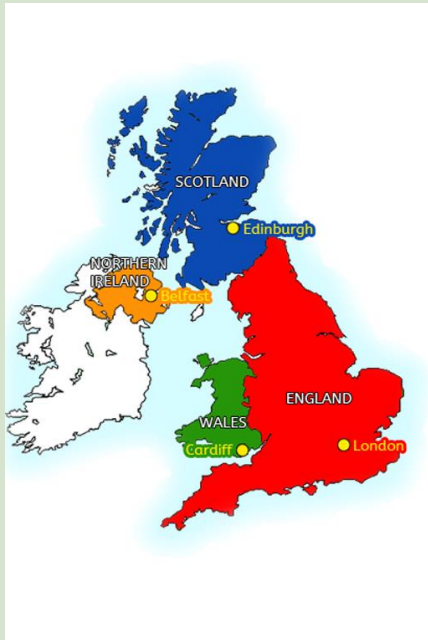 SCOTLAND
Edinburgh
NORTHERN
IRELAND
Belfast
ENGLAND
WALES
London
Cardiff